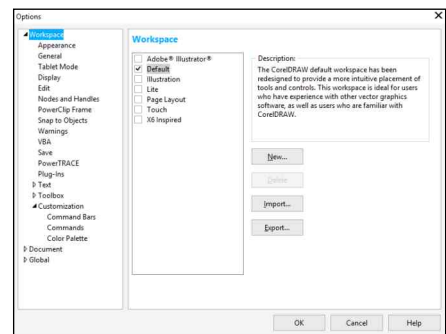 Options
Workspace
Appearance
General
Tablet Mode
Display
Edit
Nodes and Handles
PowerClip Frame
Snap to Objects
Warnings
VBA
Save
PowerTRACE
Plug-Ins
Text
Toolbox
Customization
Command Bars
Commands
Color Palette
Document
Global
Workspace
Adobe® Illustrator®
Default
Illustration
Lite
Page Layout
Touch
X6 Inspired
Description:
The CorelDRAW default workspace has been
redesigned to provide a more intuitive placement of
tools and controls. This workspace is ideal for users
who have experience with other vector graphics
software, as well as users who are familiar with
CorelDRAW.
New...
Delete
Import...
Export...
OK Cancel Help